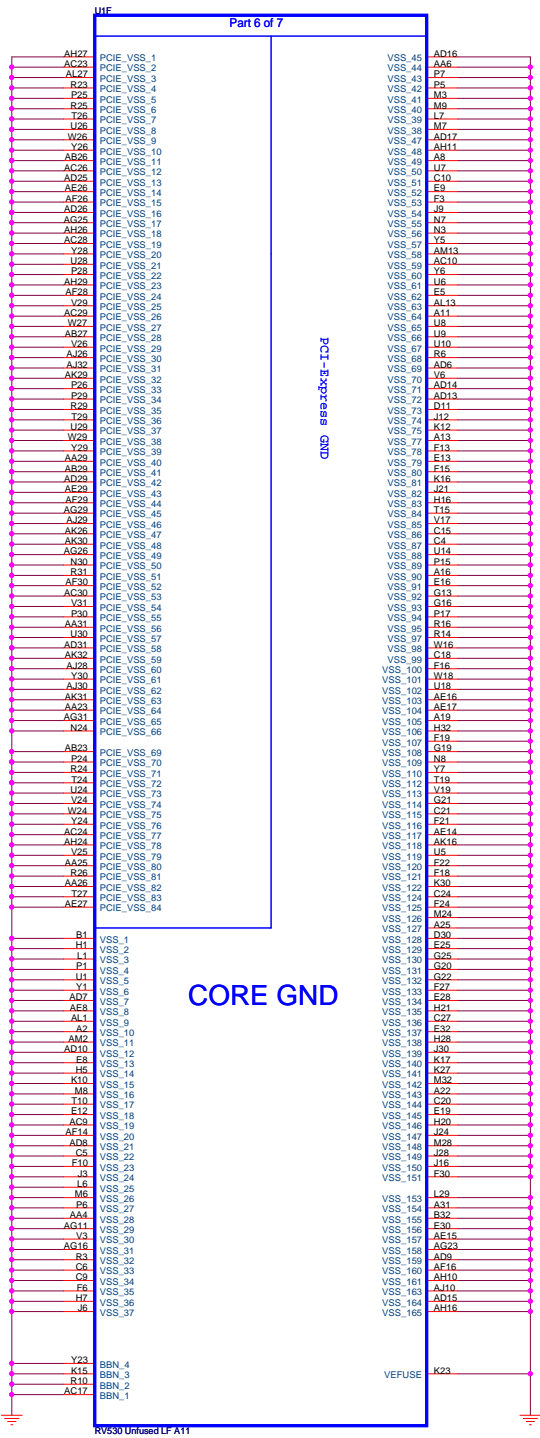 U1F
Part 6 of 7
AH27 PCIE_VSS_1
AC23 PCIE_VSS_2
AL27 PCIE_VSS_3
R23 PCIE_VSS_4
P25 PCIE_VSS_5
R25 PCIE_VSS_6
T26 PCIE_VSS_7
U26 PCIE_VSS_8
W26 PCIE_VSS_9
Y26 PCIE_VSS_10
AB26 PCIE_VSS_11
AC26 PCIE_VSS_12
AD25 PCIE_VSS_13
AE26 PCIE_VSS_14
AF26 PCIE_VSS_15
AD26 PCIE_VSS_16
AG25 PCIE_VSS_17
AH26 PCIE_VSS_18
AC28 PCIE_VSS_19
Y28 PCIE_VSS_20
U28 PCIE_VSS_21
P28 PCIE_VSS_22
AH29 PCIE_VSS_23
AF28 PCIE_VSS_24
V29 PCIE_VSS_25
AC29 PCIE_VSS_26
W27 PCIE_VSS_27
AB27 PCIE_VSS_28
V26 PCIE_VSS_29
AJ26 PCIE_VSS_30
AJ32 PCIE_VSS_31
AK29 PCIE_VSS_32
P26 PCIE_VSS_33
P29 PCIE_VSS_34
R29 PCIE_VSS_35
T29 PCIE_VSS_36
U29 PCIE_VSS_37
W29 PCIE_VSS_38
Y29 PCIE_VSS_39
AA29 PCIE_VSS_40
AB29 PCIE_VSS_41
AD29 PCIE_VSS_42
AE29 PCIE_VSS_43
AF29 PCIE_VSS_44
AG29 PCIE_VSS_45
AJ29 PCIE_VSS_46
AK26 PCIE_VSS_47
AK30 PCIE_VSS_48
AG26 PCIE_VSS_49
N30 PCIE_VSS_50
R31 PCIE_VSS_51
AF30 PCIE_VSS_52
AC30 PCIE_VSS_53
V31 PCIE_VSS_54
P30 PCIE_VSS_55
AA31 PCIE_VSS_56
U30 PCIE_VSS_57
AD31 PCIE_VSS_58
AK32 PCIE_VSS_59
AJ28 PCIE_VSS_60
Y30 PCIE_VSS_61
AJ30 PCIE_VSS_62
AK31 PCIE_VSS_63
AA23 PCIE_VSS_64
AG31 PCIE_VSS_65
N24 PCIE_VSS_66
AB23 PCIE_VSS_69
P24 PCIE_VSS_70
R24 PCIE_VSS_71
T24 PCIE_VSS_72
U24 PCIE_VSS_73
V24 PCIE_VSS_74
W24 PCIE_VSS_75
Y24 PCIE_VSS_76
AC24 PCIE_VSS_77
AH24 PCIE_VSS_78
V25 PCIE_VSS_79
AA25 PCIE_VSS_80
R26 PCIE_VSS_81
AA26 PCIE_VSS_82
T27 PCIE_VSS_83
AE27 PCIE_VSS_84
PCI-Express GND
B1 VSS_1
H1 VSS_2
L1 VSS_3
P1 VSS_4
U1 VSS_5
Y1 VSS_6
AD7 VSS_7
AE8 VSS_8
AL1 VSS_9
A2 VSS_10
AM2 VSS_11
AD10 VSS_12
E8 VSS_13
H5 VSS_14
K10 VSS_15
M8 VSS_16
T10 VSS_17
E12 VSS_18
AC9 VSS_19
AF14 VSS_20
AD8 VSS_21
C5 VSS_22
F10 VSS_23
J3 VSS_24
L6 VSS_25
M6 VSS_26
P6 VSS_27
AA4 VSS_28
AG11 VSS_29
V3 VSS_30
AG16 VSS_31
R3 VSS_32
C6 VSS_33
C9 VSS_34
F6 VSS_35
H7 VSS_36
J6 VSS_37
Y23 BBN_4
K15 BBN_3
R10 BBN_2
AC17 BBN_1
CORE GND
VSS_45 AD16
VSS_44 AA6
VSS_43 P7
VSS_42 P5
VSS_41 M3
VSS_40 M9
VSS_39 L7
VSS_38 M7
VSS_47 AD17
VSS_48 AH11
VSS_49 A8
VSS_50 U7
VSS_51 C10
VSS_52 E9
VSS_53 F3
VSS_54 J9
VSS_55 N7
VSS_56 N3
VSS_57 Y5
VSS_58 AM13
VSS_59 AC10
VSS_60 Y6
VSS_61 U6
VSS_62 E5
VSS_63 AL13
VSS_64 A11
VSS_65 U8
VSS_66 U9
VSS_67 U10
VSS_68 R6
VSS_69 AD6
VSS_70 V6
VSS_71 AD14
VSS_72 AD13
VSS_73 D11
VSS_74 J12
VSS_75 K12
VSS_77 A13
VSS_78 F13
VSS_79 E13
VSS_80 F15
VSS_81 K16
VSS_82 J21
VSS_83 H16
VSS_84 T15
VSS_85 V17
VSS_86 C15
VSS_87 C4
VSS_88 U14
VSS_89 P15
VSS_90 A16
VSS_91 E16
VSS_92 G13
VSS_93 G16
VSS_94 P17
VSS_95 R16
VSS_97 R14
VSS_98 W16
VSS_99 C18
VSS_100 F16
VSS_101 W18
VSS_102 U18
VSS_103 AE16
VSS_104 AE17
VSS_105 A19
VSS_106 H32
VSS_107 F19
VSS_108 G19
VSS_109 N8
VSS_110 Y7
VSS_112 T19
VSS_113 V19
VSS_114 G21
VSS_115 C21
VSS_116 F21
VSS_117 AE14
VSS_118 AK16
VSS_119 U5
VSS_120 F22
VSS_121 F18
VSS_122 K30
VSS_124 C24
VSS_125 F24
VSS_126 M24
VSS_127 A25
VSS_128 D30
VSS_129 E25
VSS_130 G25
VSS_131 G20
VSS_132 G22
VSS_133 F27
VSS_134 E28
VSS_135 H21
VSS_136 C27
VSS_137 E32
VSS_138 H28
VSS_139 J30
VSS_140 K17
VSS_141 K27
VSS_142 M32
VSS_143 A22
VSS_144 C20
VSS_145 E19
VSS_146 H20
VSS_147 J24
VSS_148 M28
VSS_149 J28
VSS_150 J16
VSS_151 F30
VSS_153 L29
VSS_154 A31
VSS_155 B32
VSS_156 E30
VSS_157 AE15
VSS_158 AG23
VSS_159 AD9
VSS_160 AF16
VSS_161 AH10
VSS_163 AJ10
VSS_164 AD15
VSS_165 AH16
VEFUSE K23
RV530 Unfused LF A11